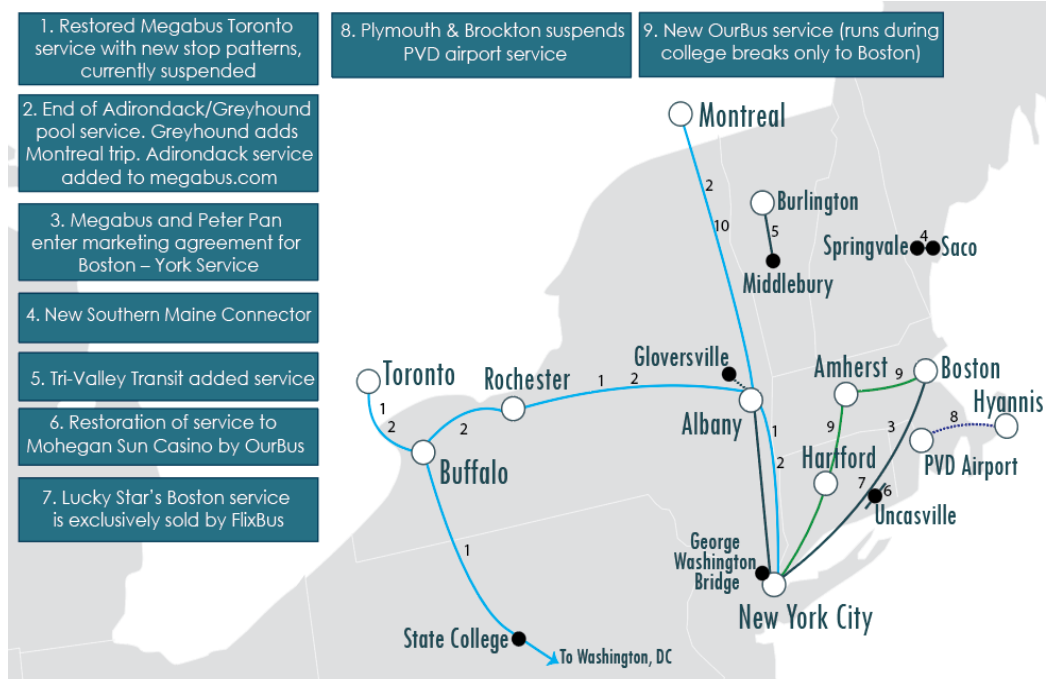 1. Restored Megabus Toronto
service with new stop patterns,
currently suspended
8. Plymouth & Brockton suspends
PVD airport service
9. New OurBus service (runs during
college breaks only to Boston)
2. End of Adirondack/Greyhound
pool service. Greyhound adds
Montreal trip. Adirondack service
added to megabus.com
3. Megabus and Peter Pan
enter marketing agreement for
Boston – York Service
4. New Southern Maine Connector
5. Tri-Valley Transit added service
6. Restoration of service to
Mohegan Sun Casino by OurBus
7. Lucky Star's Boston service
is exclusively sold by FlixBus
Montreal
2
10
Burlington
5
Middlebury
4
Springvale
Saco
Toronto
1
2
Rochester
2
1
2
Gloversville
Albany
Amherst
9
Boston
Hyannis
8
PVD Airport
Buffalo
1
2
9
3
Hartford
7
6
Uncasville
1
George
Washington
Bridge
New York City
State College
To Washington, DC